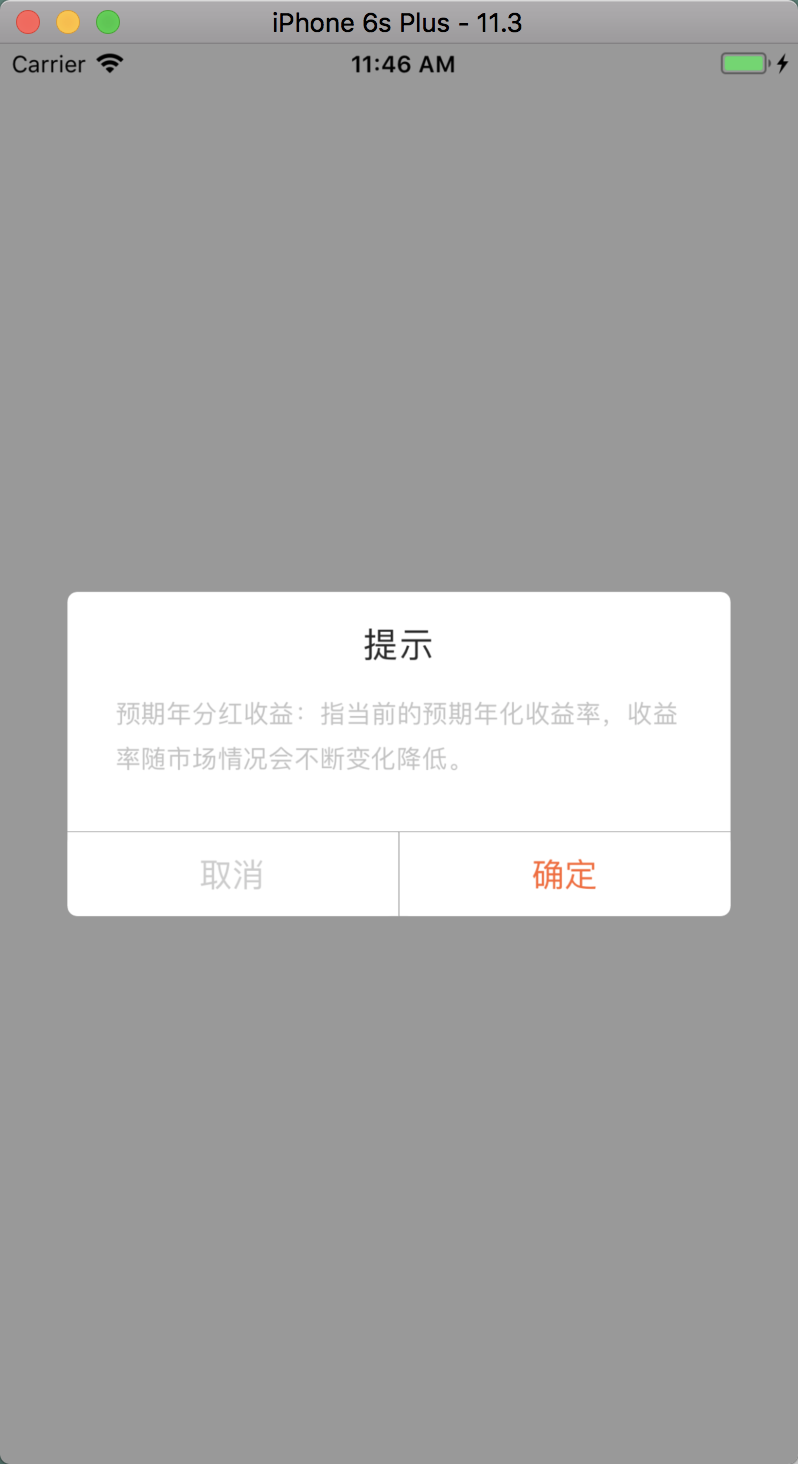 iPhone 6s Plus - 11.3
Carrier 11:46 AM
提示
预期年分红收益：指当前的预期年化收益率，收益
率随市场情况会不断变化降低。
取消 确定